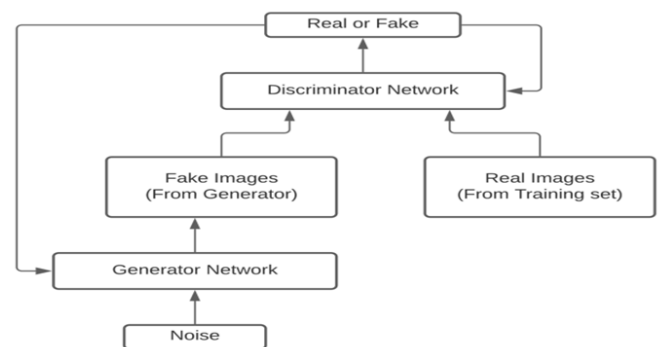 Real or Fake
Discriminator Network
Fake Images
(From Generator)
Real Images
(From Training set)
Generator Network
Noise